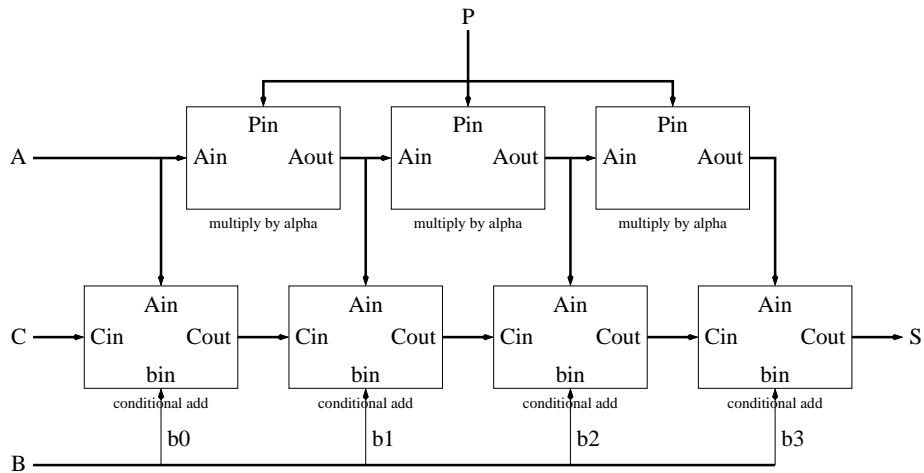 P
Pin Pin Pin
A Ain Aout Ain Aout Ain Aout
multiply by alpha multiply by alpha multiply by alpha
Ain Ain Ain Ain
C Cin Cout Cin Cout Cin Cout Cin Cout S
bin bin bin bin
conditional add conditional add conditional add conditional add
b0 b1 b2 b3
B